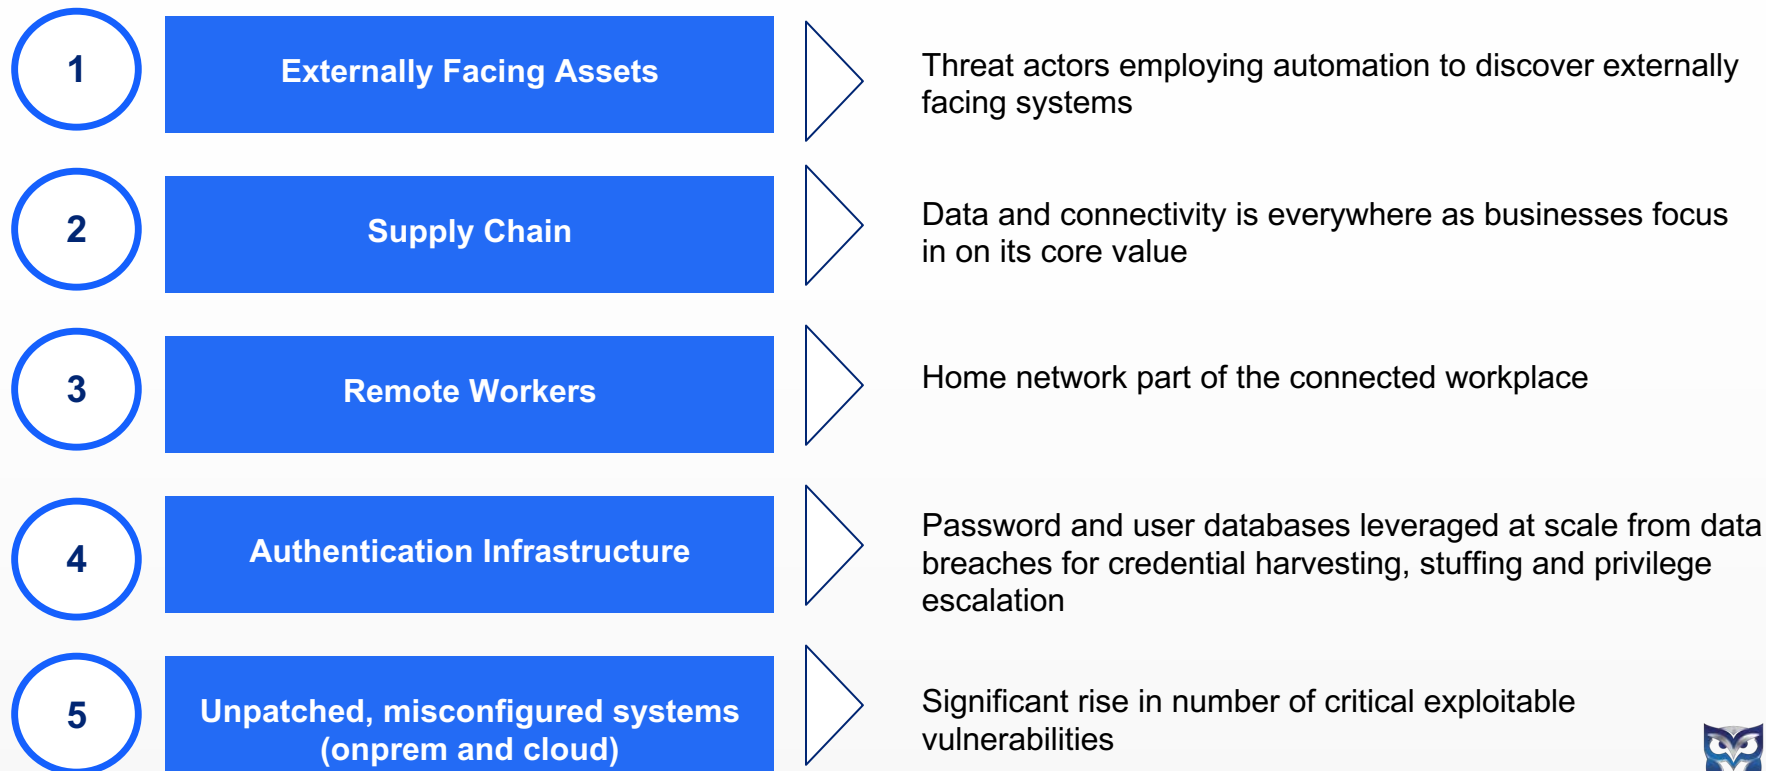 1
Externally Facing Assets
Threat actors employing automation to discover externally
facing systems
2
Supply Chain
Data and connectivity is everywhere as businesses focus
in on its core value
3
Remote Workers
Home network part of the connected workplace
4
Authentication Infrastructure
Password and user databases leveraged at scale from data
breaches for credential harvesting, stuffing and privilege
escalation
5
Unpatched, misconfigured systems
(onprem and cloud)
Significant rise in number of critical exploitable
vulnerabilities